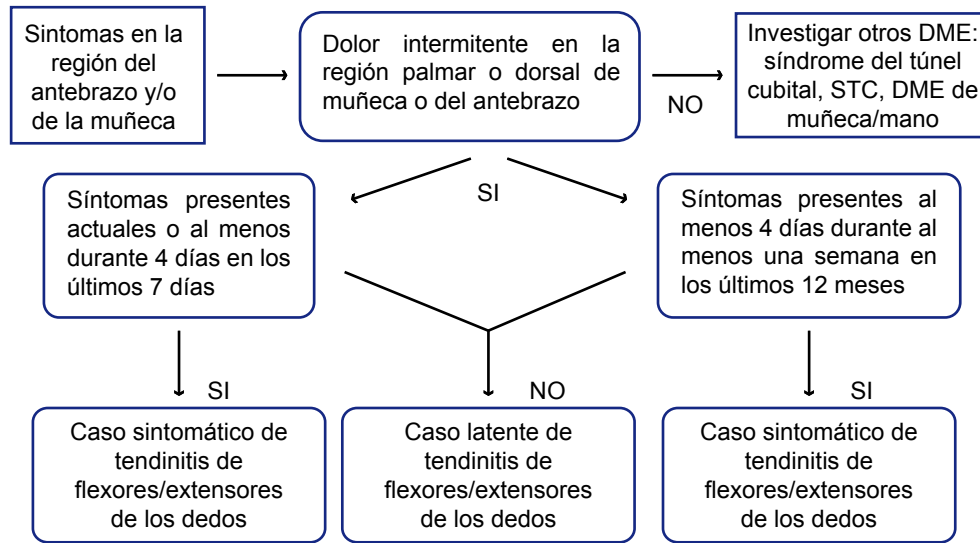 Sintomas en la
región del
antebrazo y/o
de la muñeca
Dolor intermitente en la
región palmar o dorsal de
muñeca o del antebrazo
NO
Investigar otros DME:
síndrome del túnel
cubital, STC, DME de
muñeca/mano
SI
Síntomas presentes
actuales o al menos
durante 4 días en los
últimos 7 días
Síntomas presentes al
menos 4 días durante al
menos una semana en
los últimos 12 meses
SI
NO
SI
Caso sintomático de
tendinitis de
flexores/extensores
de los dedos
Caso latente de
tendinitis de
flexores/extensores
de los dedos
Caso sintomático de
tendinitis de
flexores/extensores
de los dedos